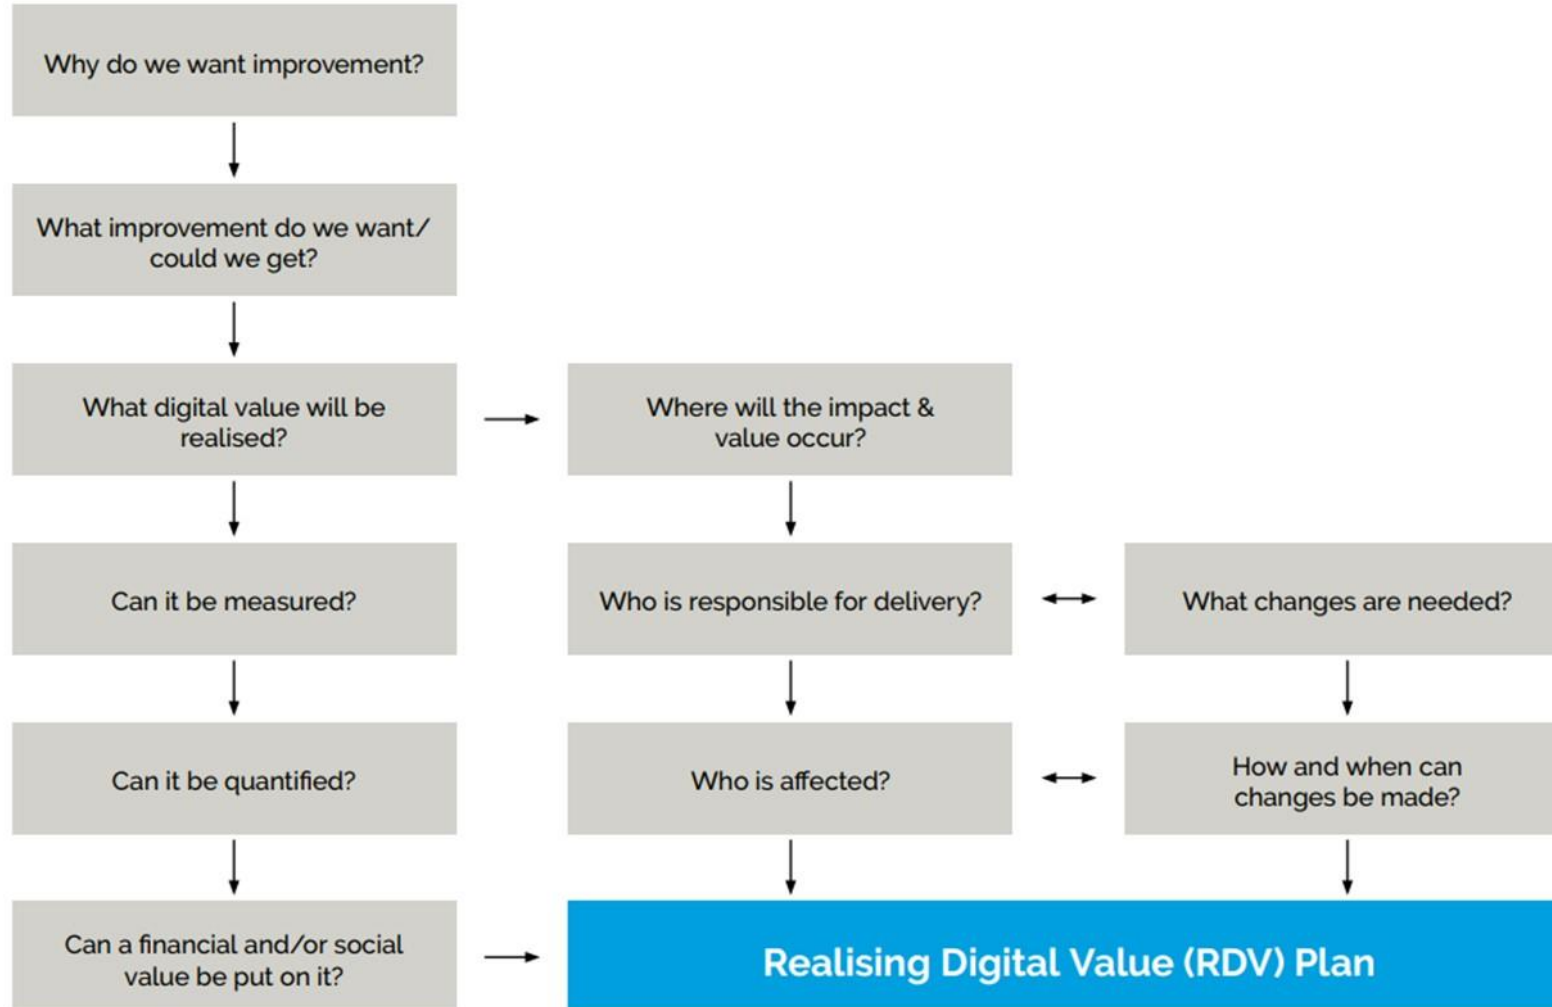 Why do we want improvement?
What improvement do we want/
could we get?
What digital value will be
realised?
Where will the impact &
value occur?
Can it be measured?
Who is responsible for delivery?
What changes are needed?
Can it be quantified?
Who is affected?
How and when can
changes be made?
Can a financial and/or social
value be put on it?
Realising Digital Value (RDV) Plan